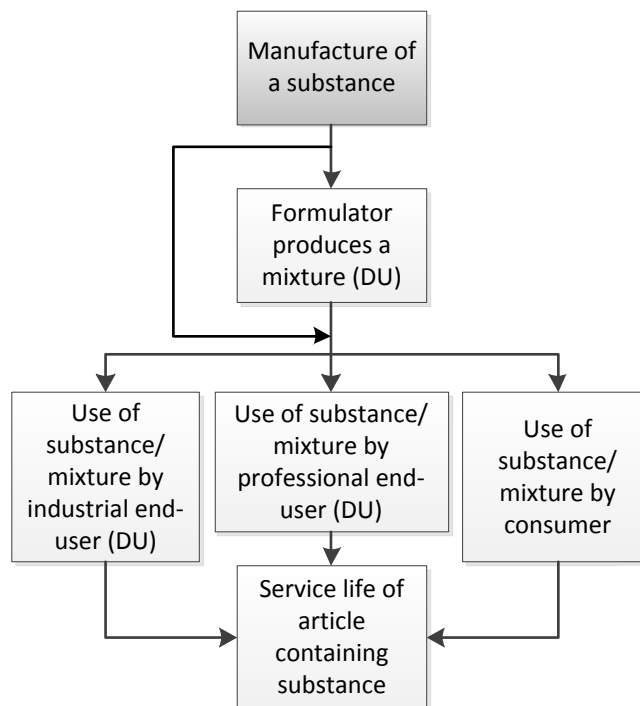 Manufacture of
a substance
Formulator
produces a
mixture (DU)
Use of
substance/
mixture by
industrial end-
user (DU)
Use of substance/
mixture by
professional end-
user (DU)
Use of
substance/
mixture by
consumer
Service life of
article
containing
substance